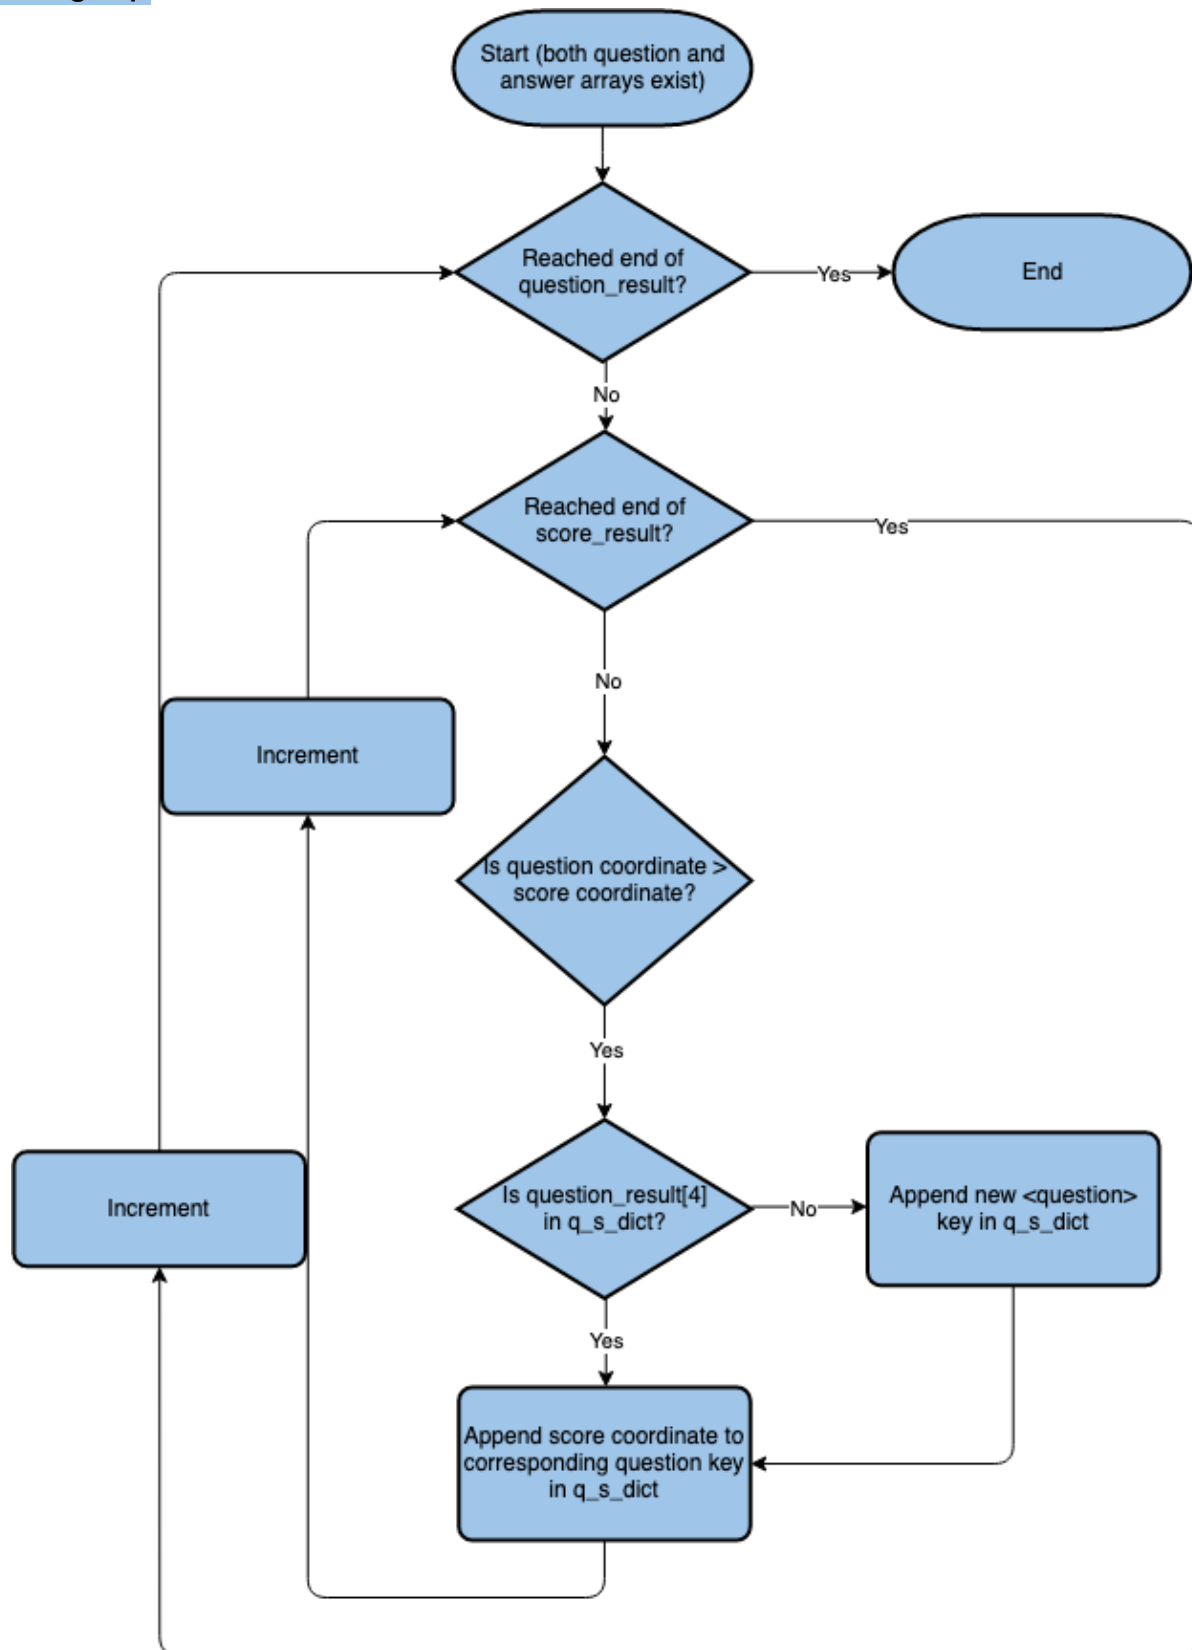 Start (both question and
answer arrays exist)
Reached end of
question_result?
Yes
End
No
Reached end of
score_result?
Yes
No
Increment
Is question coordinate >
score coordinate?
Yes
Is question_result[4]
in q_s_dict?
No
Append new <question>
key in q_s_dict
Increment
Yes
Append score coordinate to
corresponding question key
in q_s_dict